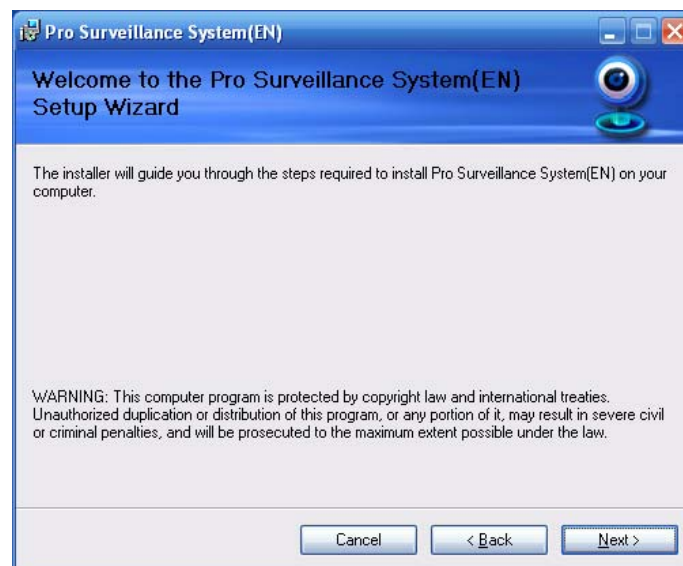 Pro Surveillance System(EN)
Welcome to the Pro Surveillance System(EN)
Setup Wizard
The installer will guide you through the steps required to install Pro Surveillance System(EN) on your
computer.
WARNING: This computer program is protected by copyright law and international treaties.
Unauthorized duplication or distribution of this program, or any portion of it, may result in severe civil
or criminal penalties, and will be prosecuted to the maximum extent possible under the law.
Cancel < Back Next >